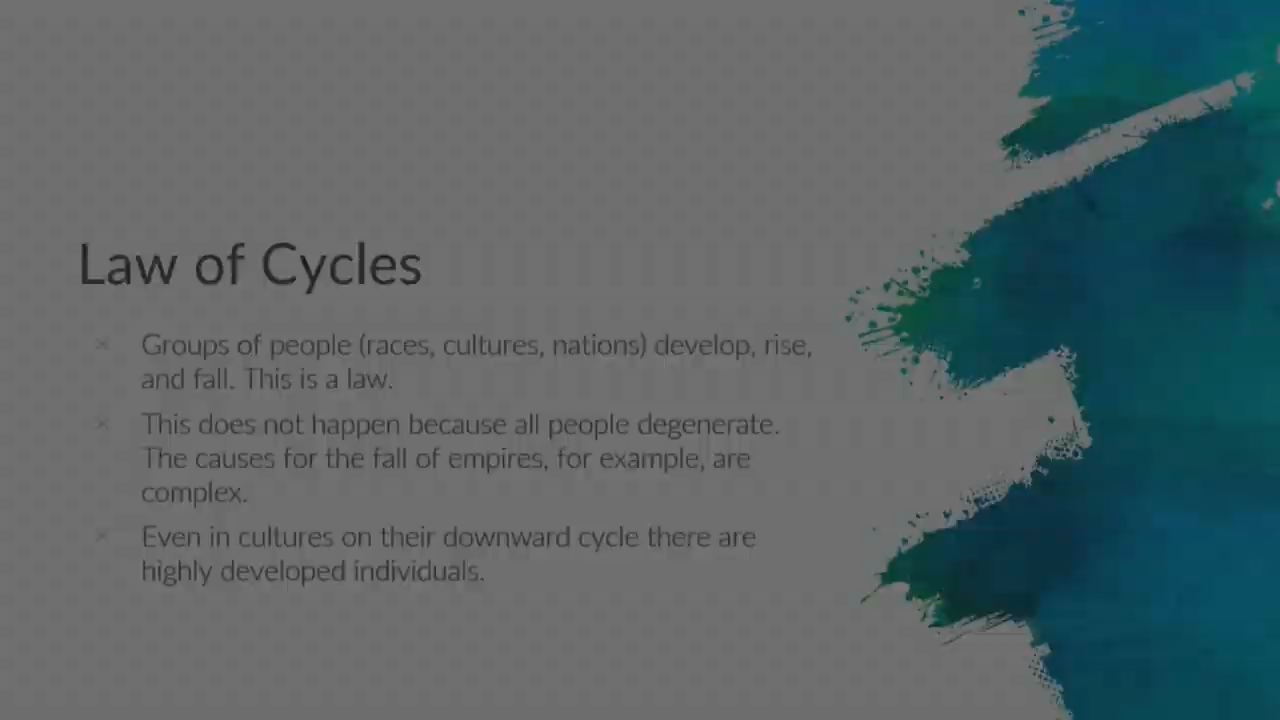 Law of Cycles
Groups of people (races, cultures, nations) develop, rise,
and fall. This is a law.
This does not happen because all people degenerate.
The causes for the fall of empires, for example, are
complex.
Even in cultures on their downward cycle there are
highly developed individuals.